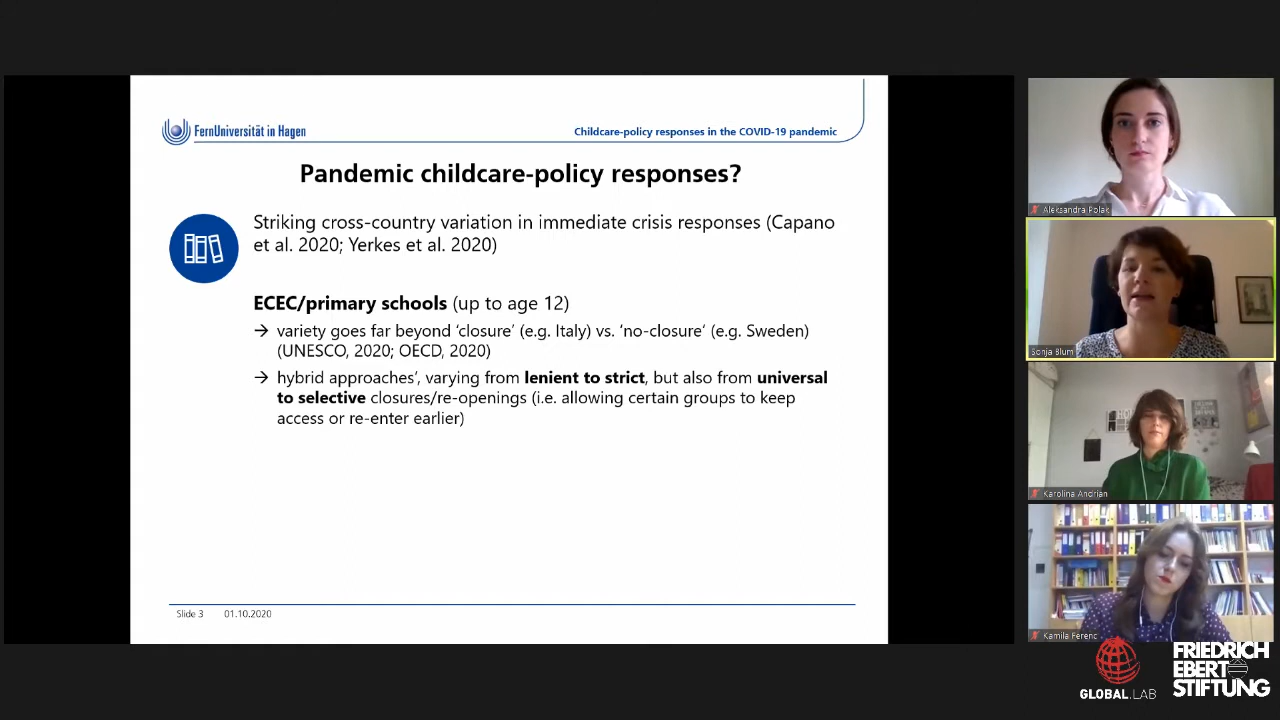 FernUniversität in Hagen
Childcare-policy responses in the COVID-19 pandemic
Pandemic childcare-policy responses?
Striking cross-country variation in immediate crisis responses (Capano
et al. 2020; Yerkes et al. 2020)
ECEC/primary schools (up to age 12)
→ variety goes far beyond ‘closure’ (e.g. Italy) vs. ‘no-closure’ (e.g. Sweden)
(UNESCO, 2020; OECD, 2020)
→ hybrid approaches’, varying from lenient to strict, but also from universal
to selective closures/re-openings (i.e. allowing certain groups to keep
access or re-enter earlier)
Slide 3 01.10.2020
Aleksandra Polak
Sonja Blum
Karolina Andrian
Kamila Ferenc
GLOBAL.LAB
FRIEDRICH
EBERT
STIFTUNG